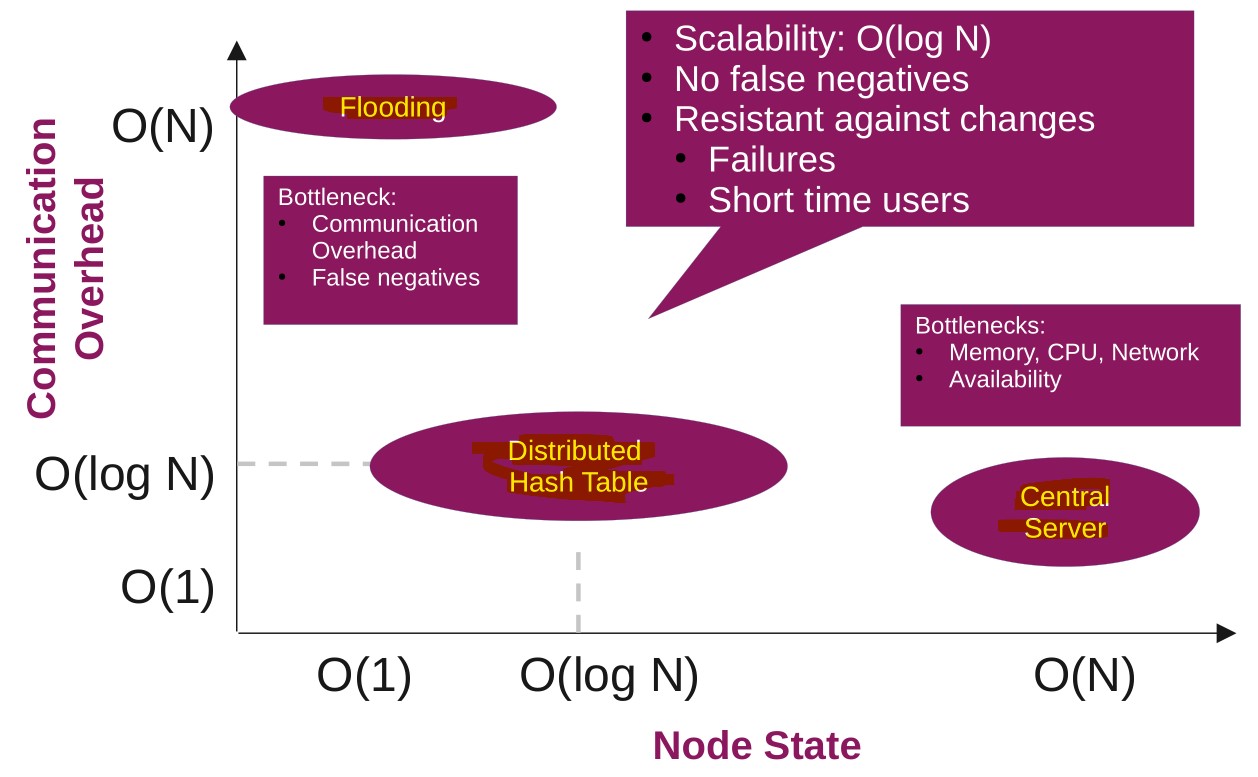 Communication
Overhead
O(N)
Flooding
Bottleneck:
• Communication
Overhead
• False negatives
• Scalability: O(log N)
• No false negatives
• Resistant against changes
• Failures
• Short time users
Bottlenecks:
• Memory, CPU, Network
• Availability
O(log N)
Distributed
Hash Table
Central
Server
O(1)
O(1)
O(log N)
O(N)
Node State